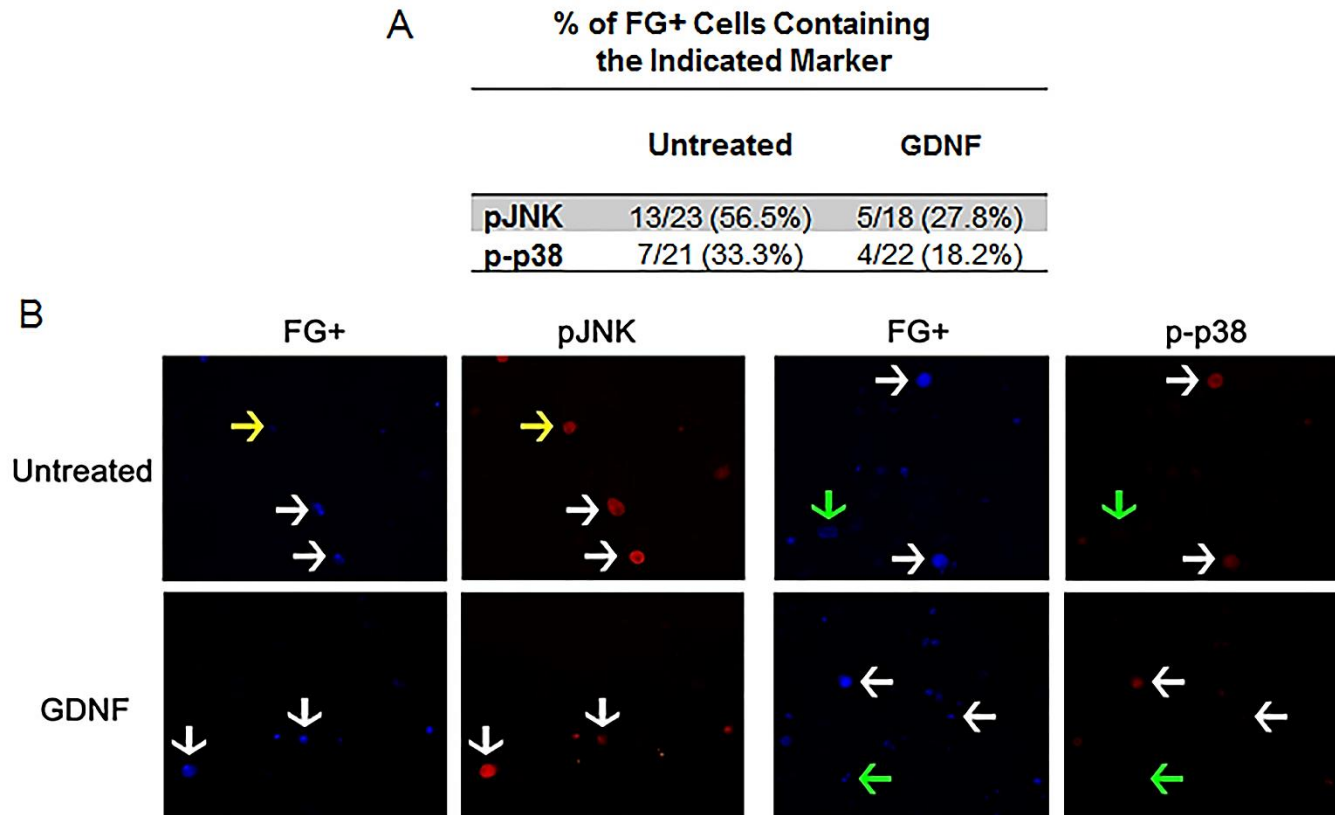 A
% of FG+ Cells Containing
the Indicated Marker
Untreated GDNF
pJNK 13/23 (56.5%) 5/18 (27.8%)
p-p38 7/21 (33.3%) 4/22 (18.2%)
B
FG+ pJNK FG+ p-p38
Untreated
GDNF